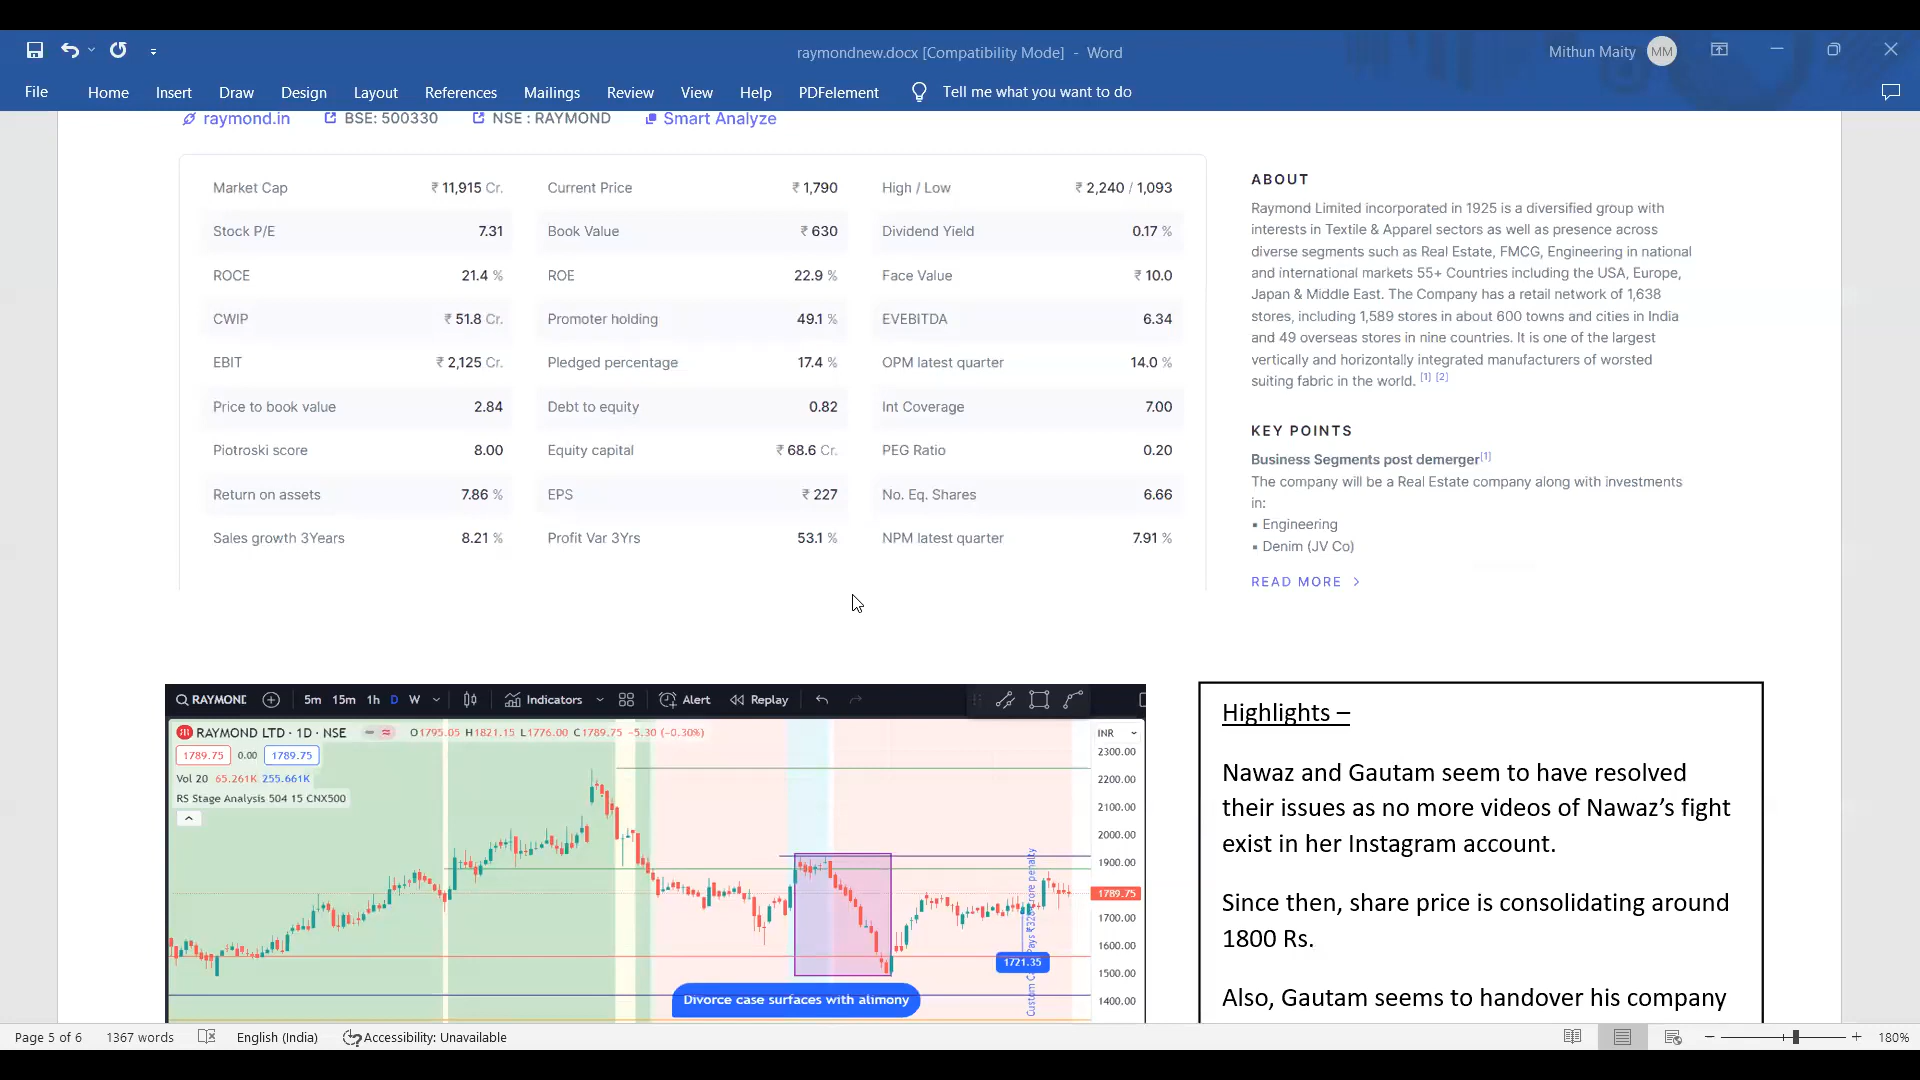 raymondnew.docx [Compatibility Mode] - Word
Mithun Maity MM
File Home Insert Draw Design Layout References Mailings Review View Help PDFelement Tell me what you want to do
raymond.in BSE: 500330 NSE : RAYMOND Smart Analyze
Market Cap ₹ 11,915 Cr. Current Price ₹ 1,790 High / Low ₹ 2,240 / 1,093
Stock P/E 7.31 Book Value ₹ 630 Dividend Yield 0.17 %
ROCE 21.4 % ROE 22.9 % Face Value ₹ 10.0
CWIP ₹ 51.8 Cr. Promoter holding 49.1 % EVEBITDA 6.34
EBIT ₹ 2,125 Cr. Pledged percentage 17.4 % OPM latest quarter 14.0 %
Price to book value 2.84 Debt to equity 0.82 Int Coverage 7.00
Piotroski score 8.00 Equity capital ₹ 68.6 Cr. PEG Ratio 0.20
Return on assets 7.86 % EPS ₹ 227 No. Eq. Shares 6.66
Sales growth 3Years 8.21 % Profit Var 3Yrs 53.1 % NPM latest quarter 7.91 %
ABOUT
Raymond Limited incorporated in 1925 is a diversified group with
interests in Textile & Apparel sectors as well as presence across
diverse segments such as Real Estate, FMCG, Engineering in national
and international markets 55+ Countries including the USA, Europe,
Japan & Middle East. The Company has a retail network of 1,638
stores, including 1,589 stores in about 600 towns and cities in India
and 49 overseas stores in nine countries. It is one of the largest
vertically and horizontally integrated manufacturers of worsted
suiting fabric in the world. [1] [2]
KEY POINTS
Business Segments post demerger[1]
The company will be a Real Estate company along with investments
in:
▪ Engineering
▪ Denim (JV Co)
READ MORE >
RAYMOND 5m 15m 1h D W Indicators Alert Replay
RAYMOND LTD · 1D · NSE O1795.05 H1821.15 L1776.00 C1789.75 -5.30 (-0.30%)
1789.75 0.00 1789.75
Vol 20 65.261K 255.661K
RS Stage Analysis 504 15 CNX500
INR
2300.00
2200.00
2100.00
2000.00
1900.00
1789.75
1700.00
1600.00
1500.00
1400.00
1721.35
Divorce case surfaces with alimony
Pays ₹328 crore penalty
Highlights –
Nawaz and Gautam seem to have resolved
their issues as no more videos of Nawaz’s fight
exist in her Instagram account.
Since then, share price is consolidating around
1800 Rs.
Also, Gautam seems to handover his company
Page 5 of 6 1367 words English (India) Accessibility: Unavailable 180%